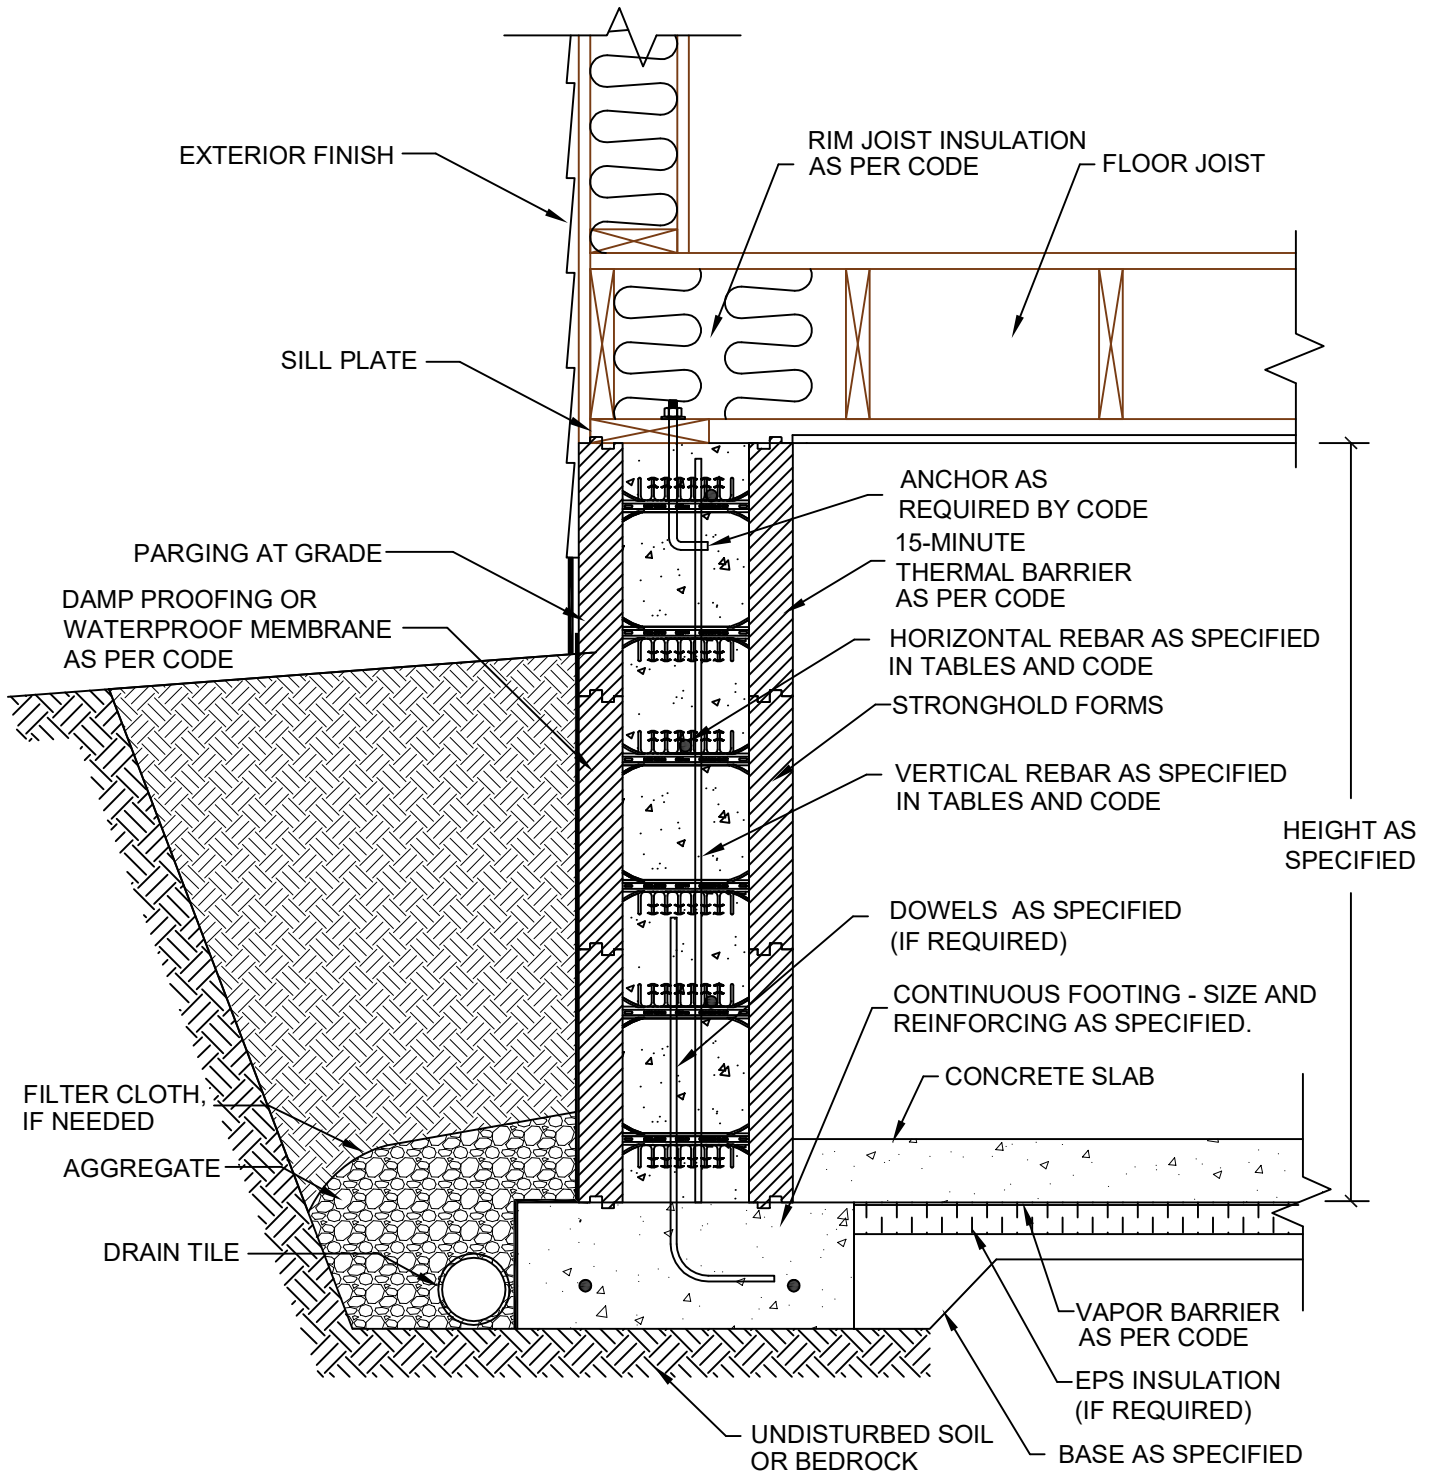 EXTERIOR FINISH
RIM JOIST INSULATION
AS PER CODE
FLOOR JOIST
SILL PLATE
ANCHOR AS
REQUIRED BY CODE
PARGING AT GRADE
15-MINUTE
THERMAL BARRIER
AS PER CODE
DAMP PROOFING OR
WATERPROOF MEMBRANE
AS PER CODE
HORIZONTAL REBAR AS SPECIFIED
IN TABLES AND CODE
STRONGHOLD FORMS
VERTICAL REBAR AS SPECIFIED
IN TABLES AND CODE
HEIGHT AS
SPECIFIED
DOWELS AS SPECIFIED
(IF REQUIRED)
CONTINUOUS FOOTING - SIZE AND
REINFORCING AS SPECIFIED.
CONCRETE SLAB
FILTER CLOTH,
IF NEEDED
AGGREGATE
DRAIN TILE
VAPOR BARRIER
AS PER CODE
EPS INSULATION
(IF REQUIRED)
UNDISTURBED SOIL
OR BEDROCK
BASE AS SPECIFIED